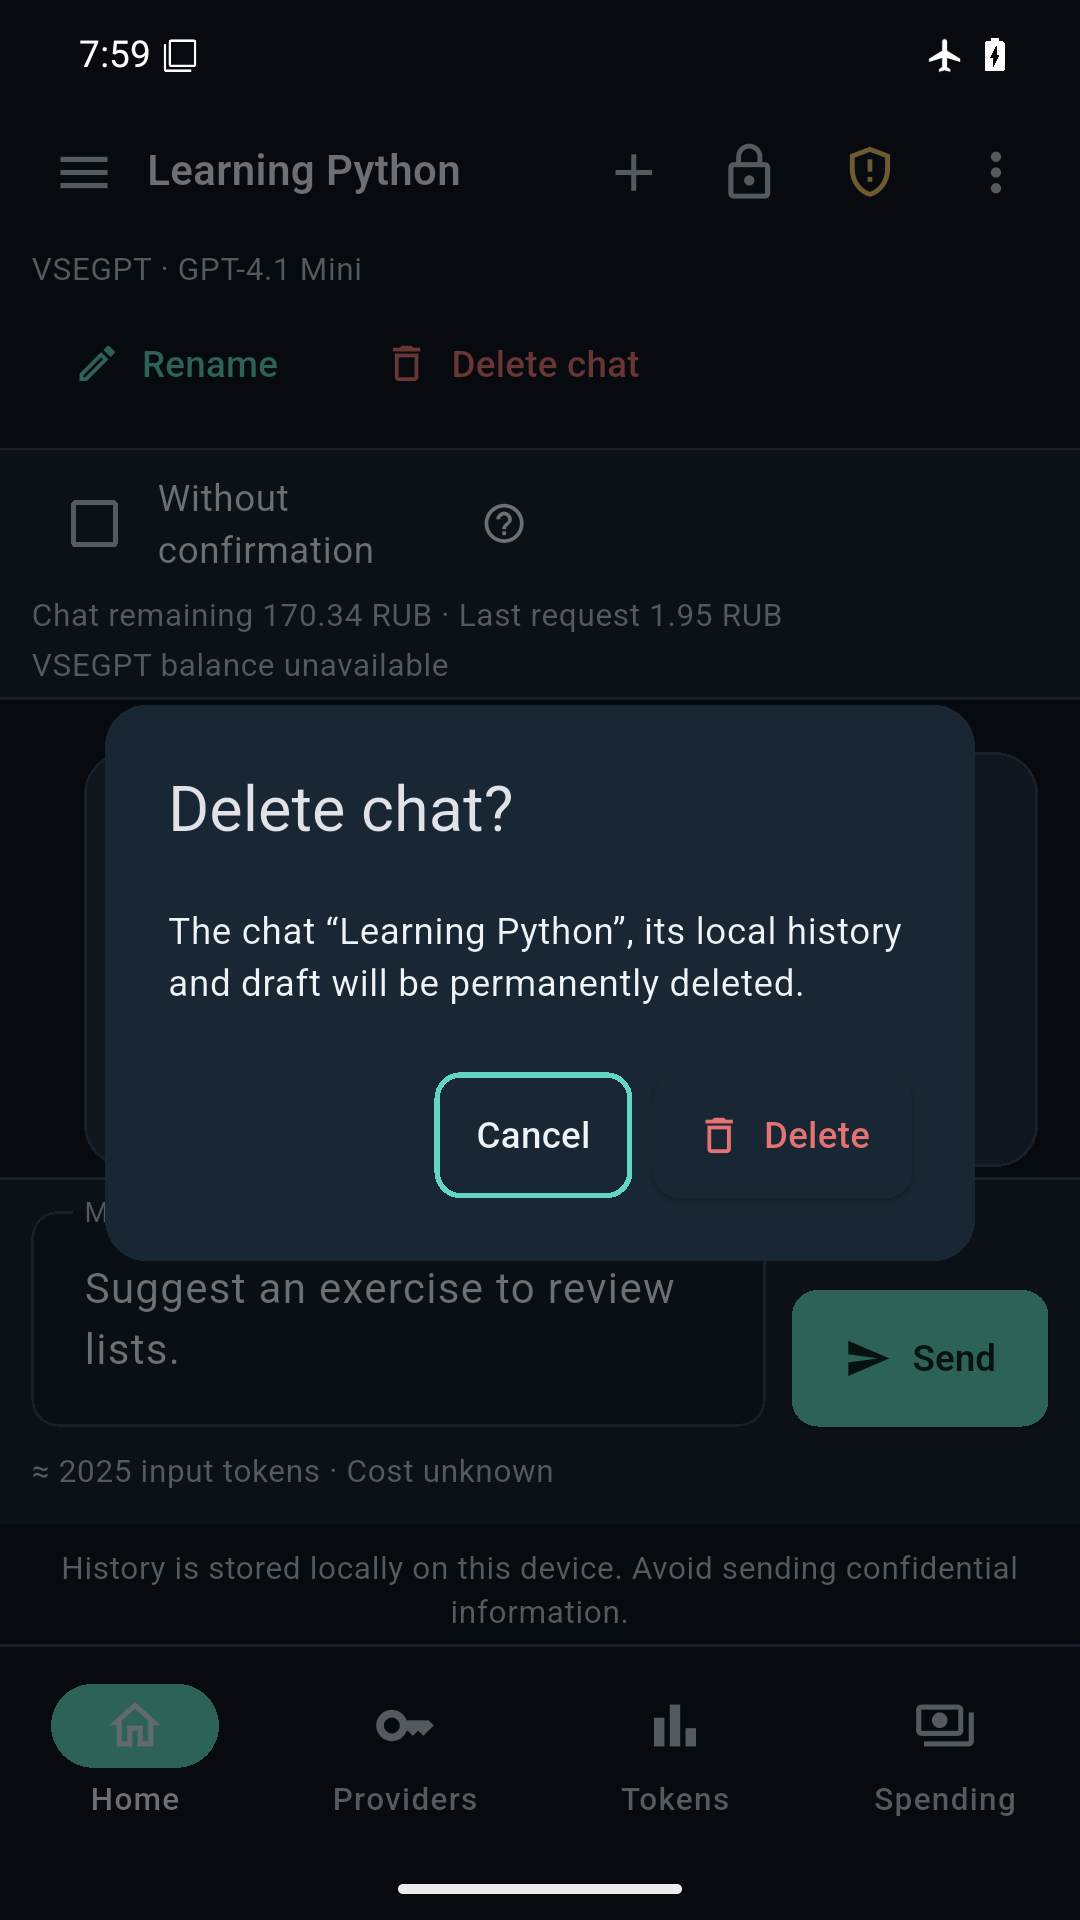 7:59
Learning Python
VSEGPT · GPT-4.1 Mini
Rename
Delete chat
Without
confirmation
Chat remaining 170.34 RUB · Last request 1.95 RUB
VSEGPT balance unavailable
Delete chat?
The chat “Learning Python”, its local history
and draft will be permanently deleted.
Cancel
Delete
Suggest an exercise to review
lists.
Send
≈ 2025 input tokens · Cost unknown
History is stored locally on this device. Avoid sending confidential
information.
Home
Providers
Tokens
Spending